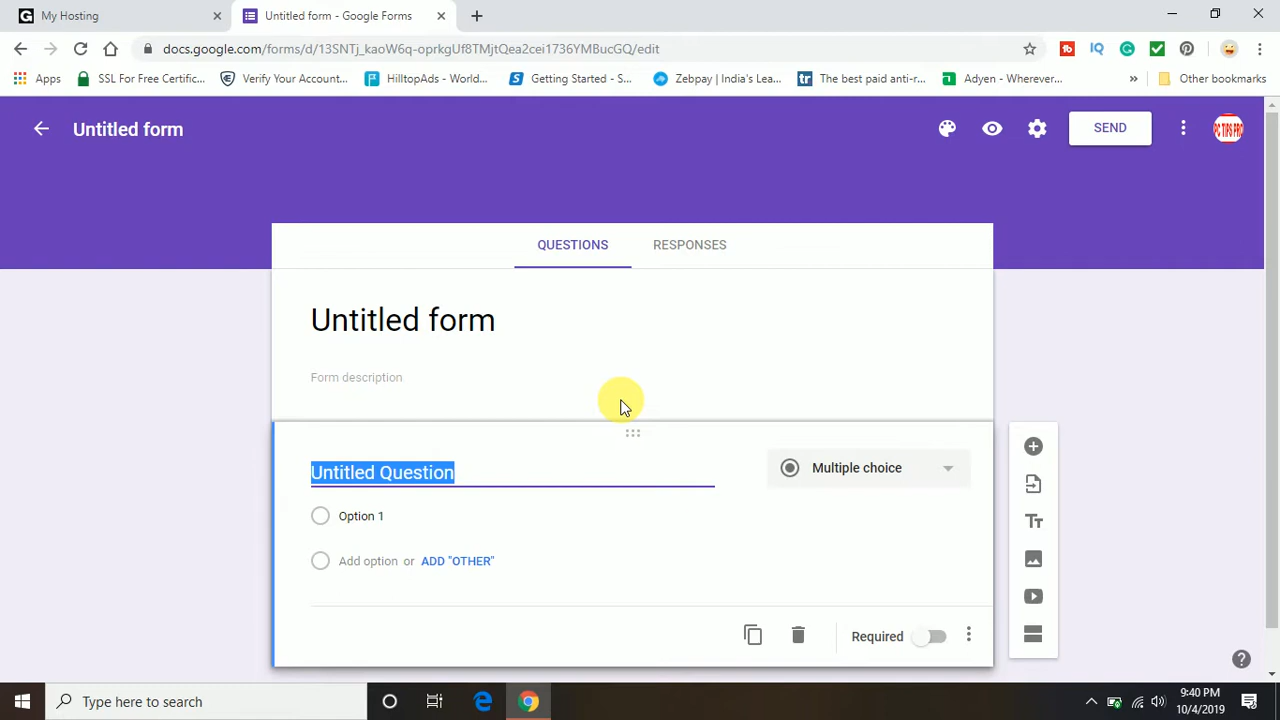 My Hosting
Untitled form - Google Forms
docs.google.com/forms/d/13SNTj_kaoW6q-oprkgUf8TMjtQea2cei1736YMBucGQ/edit
Apps
SSL For Free Certific...
Verify Your Account...
HilltopAds - World...
Getting Started - S...
Zebpay | India's Lea...
The best paid anti-r...
Adyen - Wherever...
»
Other bookmarks
Untitled form
SEND
PC TIPS PRO
QUESTIONS
RESPONSES
Untitled form
Form description
Untitled Question
Multiple choice
Option 1
Add option or ADD "OTHER"
Required
Type here to search
9:40 PM
10/4/2019